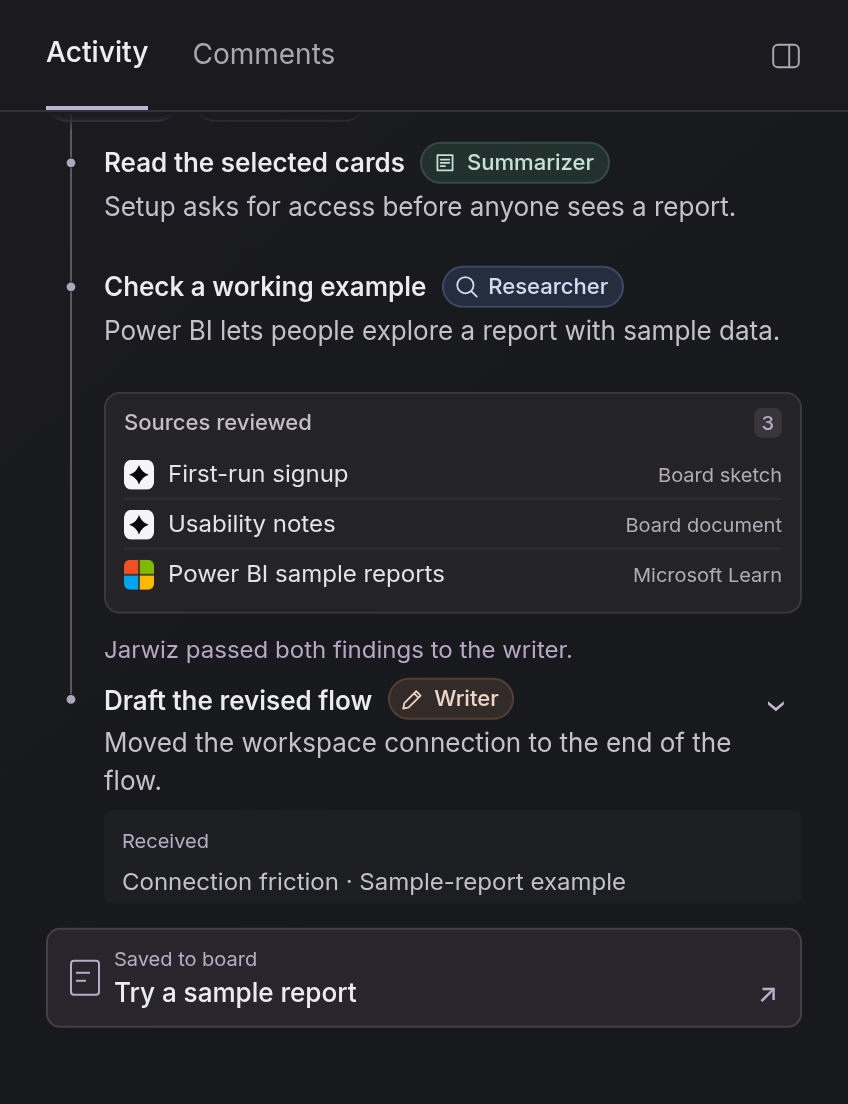 Activity
Comments
Read the selected cards
Summarizer
Setup asks for access before anyone sees a report.
Check a working example
Researcher
Power BI lets people explore a report with sample data.
Sources reviewed
3
First-run signup
Board sketch
Usability notes
Board document
Power BI sample reports
Microsoft Learn
Jarwiz passed both findings to the writer.
Draft the revised flow
Writer
Moved the workspace connection to the end of the
flow.
Received
Connection friction · Sample-report example
Saved to board
Try a sample report